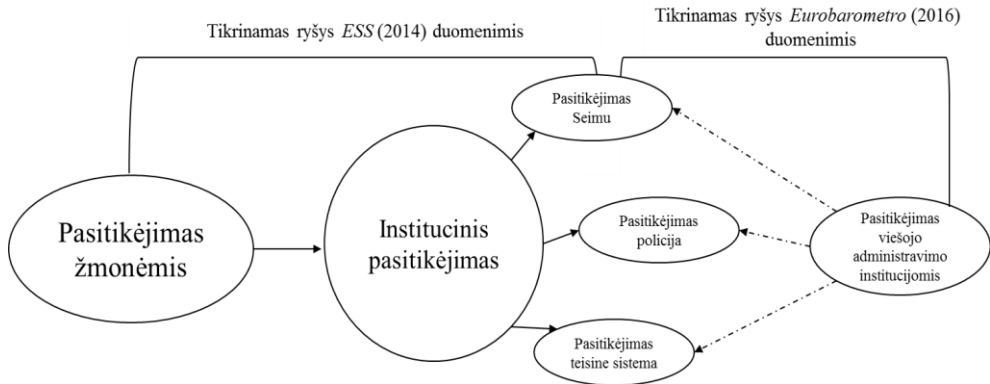 Tikrinamas ryšys ESS (2014) duomenimis
Tikrinamas ryšys Eurobarometro (2016)
duomenimis
Pasitikėjimas
Seimu
Pasitikėjimas
žmonėmis
Institucinis
pasitikėjimas
Pasitikėjimas
policija
Pasitikėjimas
viešojo
administravimo
institucijomis
Pasitikėjimas
teisine sistema